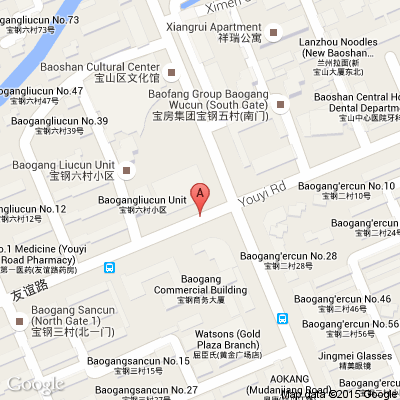 Baogangliucun No.73
宝钢六村73号
Ximen
Xiangrui Apartment
祥瑞公寓
Lanzhou Noodles
(New Baoshan
兰州拉面(新
宝山大厦东北)
Baoshan Cultural Center
宝山区文化馆
Baogangliucun No.47
宝钢六村47号
Baofang Group Baogang
Wucun (South Gate)
宝房集团宝钢五村(南门)
Baoshan Central Ho
Dental Departme
宝山中心医院牙科
Baogangliucun No.39
宝钢六村39号
Baogang Liucun Unit
宝钢六村小区
Baogangliucun Unit
宝钢六村小区
A
Youyi Rd
Baogang'ercun No.10
宝钢二村10号
ngliucun No.12
宝钢六村12号
Baogang'ercun
宝钢二村24号
o.1 Medicine (Youyi
Road Pharmacy)
第一医药(友谊路药房)
友谊路
Baogang'ercun No.28
宝钢二村28号
Baogang
Commercial Building
宝钢商务大厦
Baogang'ercun No.46
宝钢二村46号
Baogang Sancun
(North Gate 1)
宝钢三村(北一门)
Baogang'ercun No.56
宝钢二村56号
Watsons (Gold
Plaza Branch)
屈臣氏(黄金广场店)
Jingmei Glasses
精美眼镜
Baogangsancun No.15
宝钢三村15号
Baogangsancun No.27
宝钢三村27号
AOKANG
(Mudanjiang Road)
Google
Map data ©2015 Google